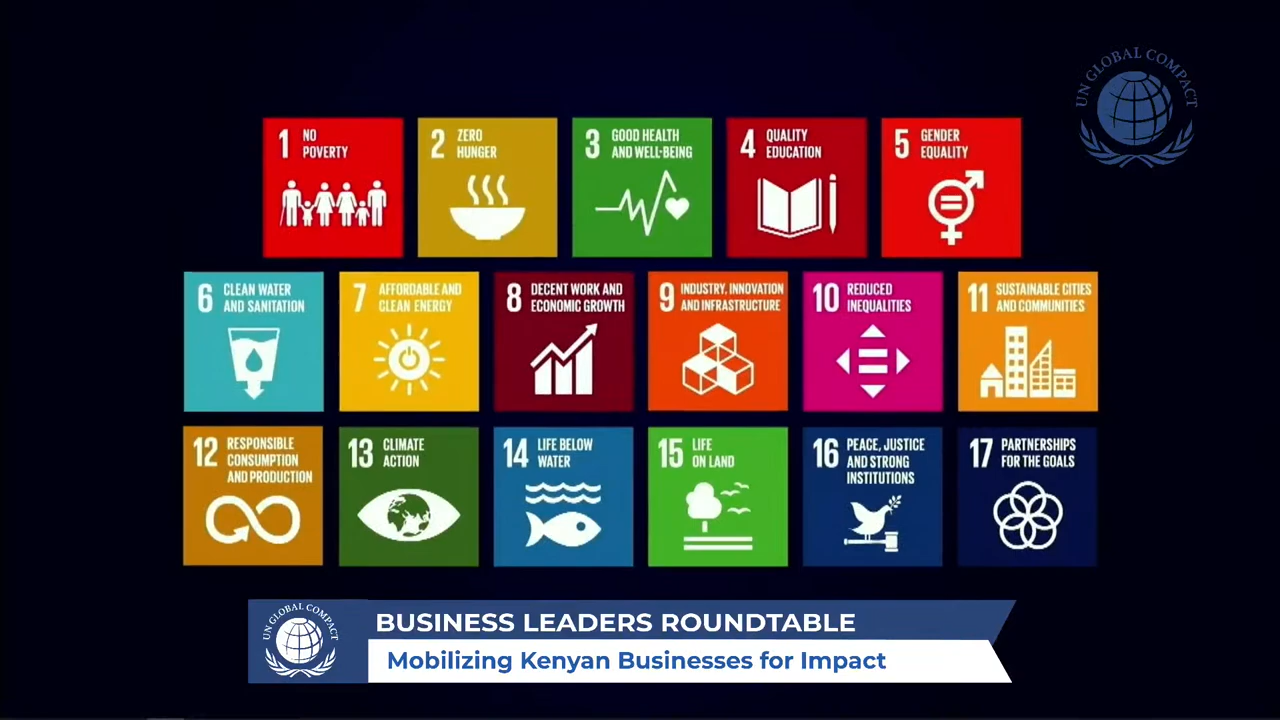 UN GLOBAL COMPACT
1 NO
POVERTY
2 ZERO
HUNGER
3 GOOD HEALTH
AND WELL-BEING
4 QUALITY
EDUCATION
5 GENDER
EQUALITY
6 CLEAN WATER
AND SANITATION
7 AFFORDABLE AND
CLEAN ENERGY
8 DECENT WORK AND
ECONOMIC GROWTH
9 INDUSTRY, INNOVATION
AND INFRASTRUCTURE
10 REDUCED
INEQUALITIES
11 SUSTAINABLE CITIES
AND COMMUNITIES
12 RESPONSIBLE
CONSUMPTION
AND PRODUCTION
13 CLIMATE
ACTION
14 LIFE BELOW
WATER
15 LIFE
ON LAND
16 PEACE, JUSTICE
AND STRONG
INSTITUTIONS
17 PARTNERSHIPS
FOR THE GOALS
UN GLOBAL COMPACT
BUSINESS LEADERS ROUNDTABLE
Mobilizing Kenyan Businesses for Impact